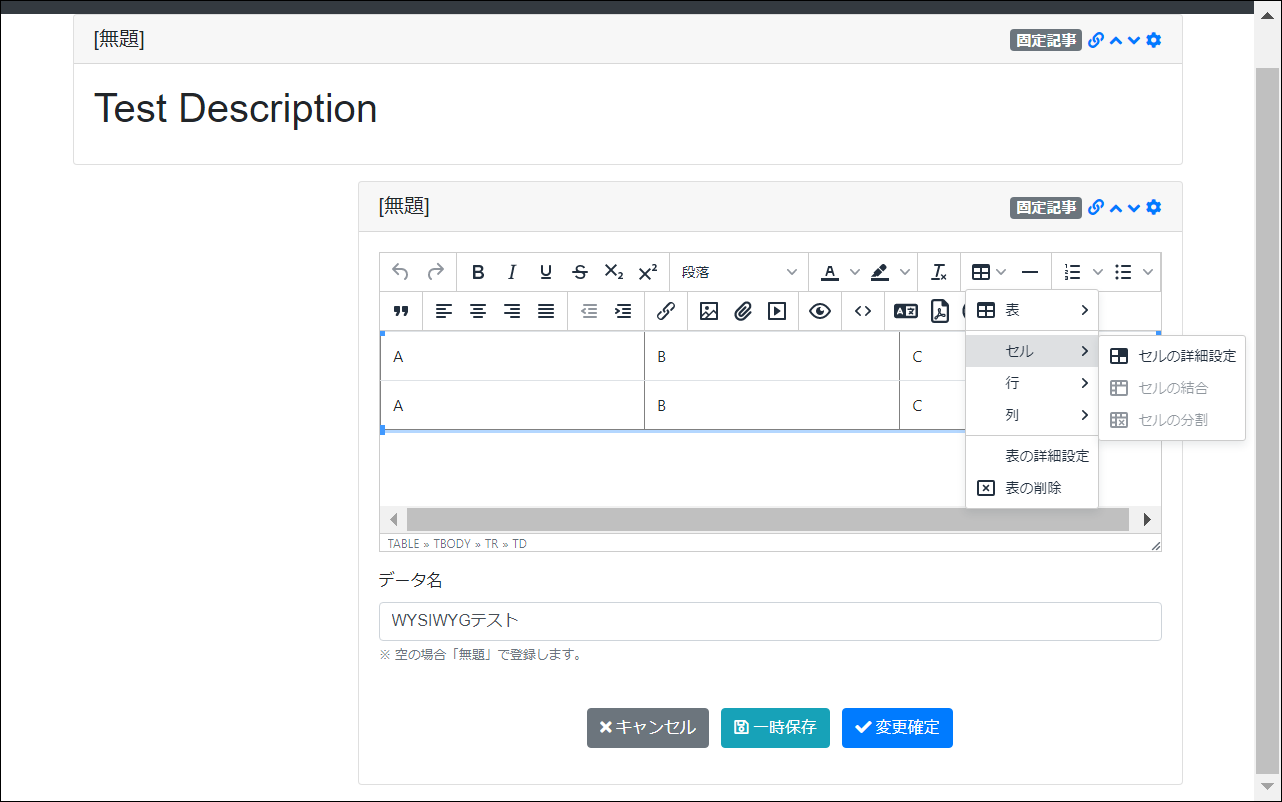 [無題]
固定記事
Test Description
[無題]
固定記事
B I U S X₂ X² 段落 A Tx
AZ
表
A B C
セル
セルの詳細設定
行
セルの結合
A B C
列
セルの分割
表の詳細設定
表の削除
TABLE » TBODY » TR » TD
データ名
WYSIWYGテスト
※ 空の場合「無題」で登録します。
キャンセル 一時保存 変更確定